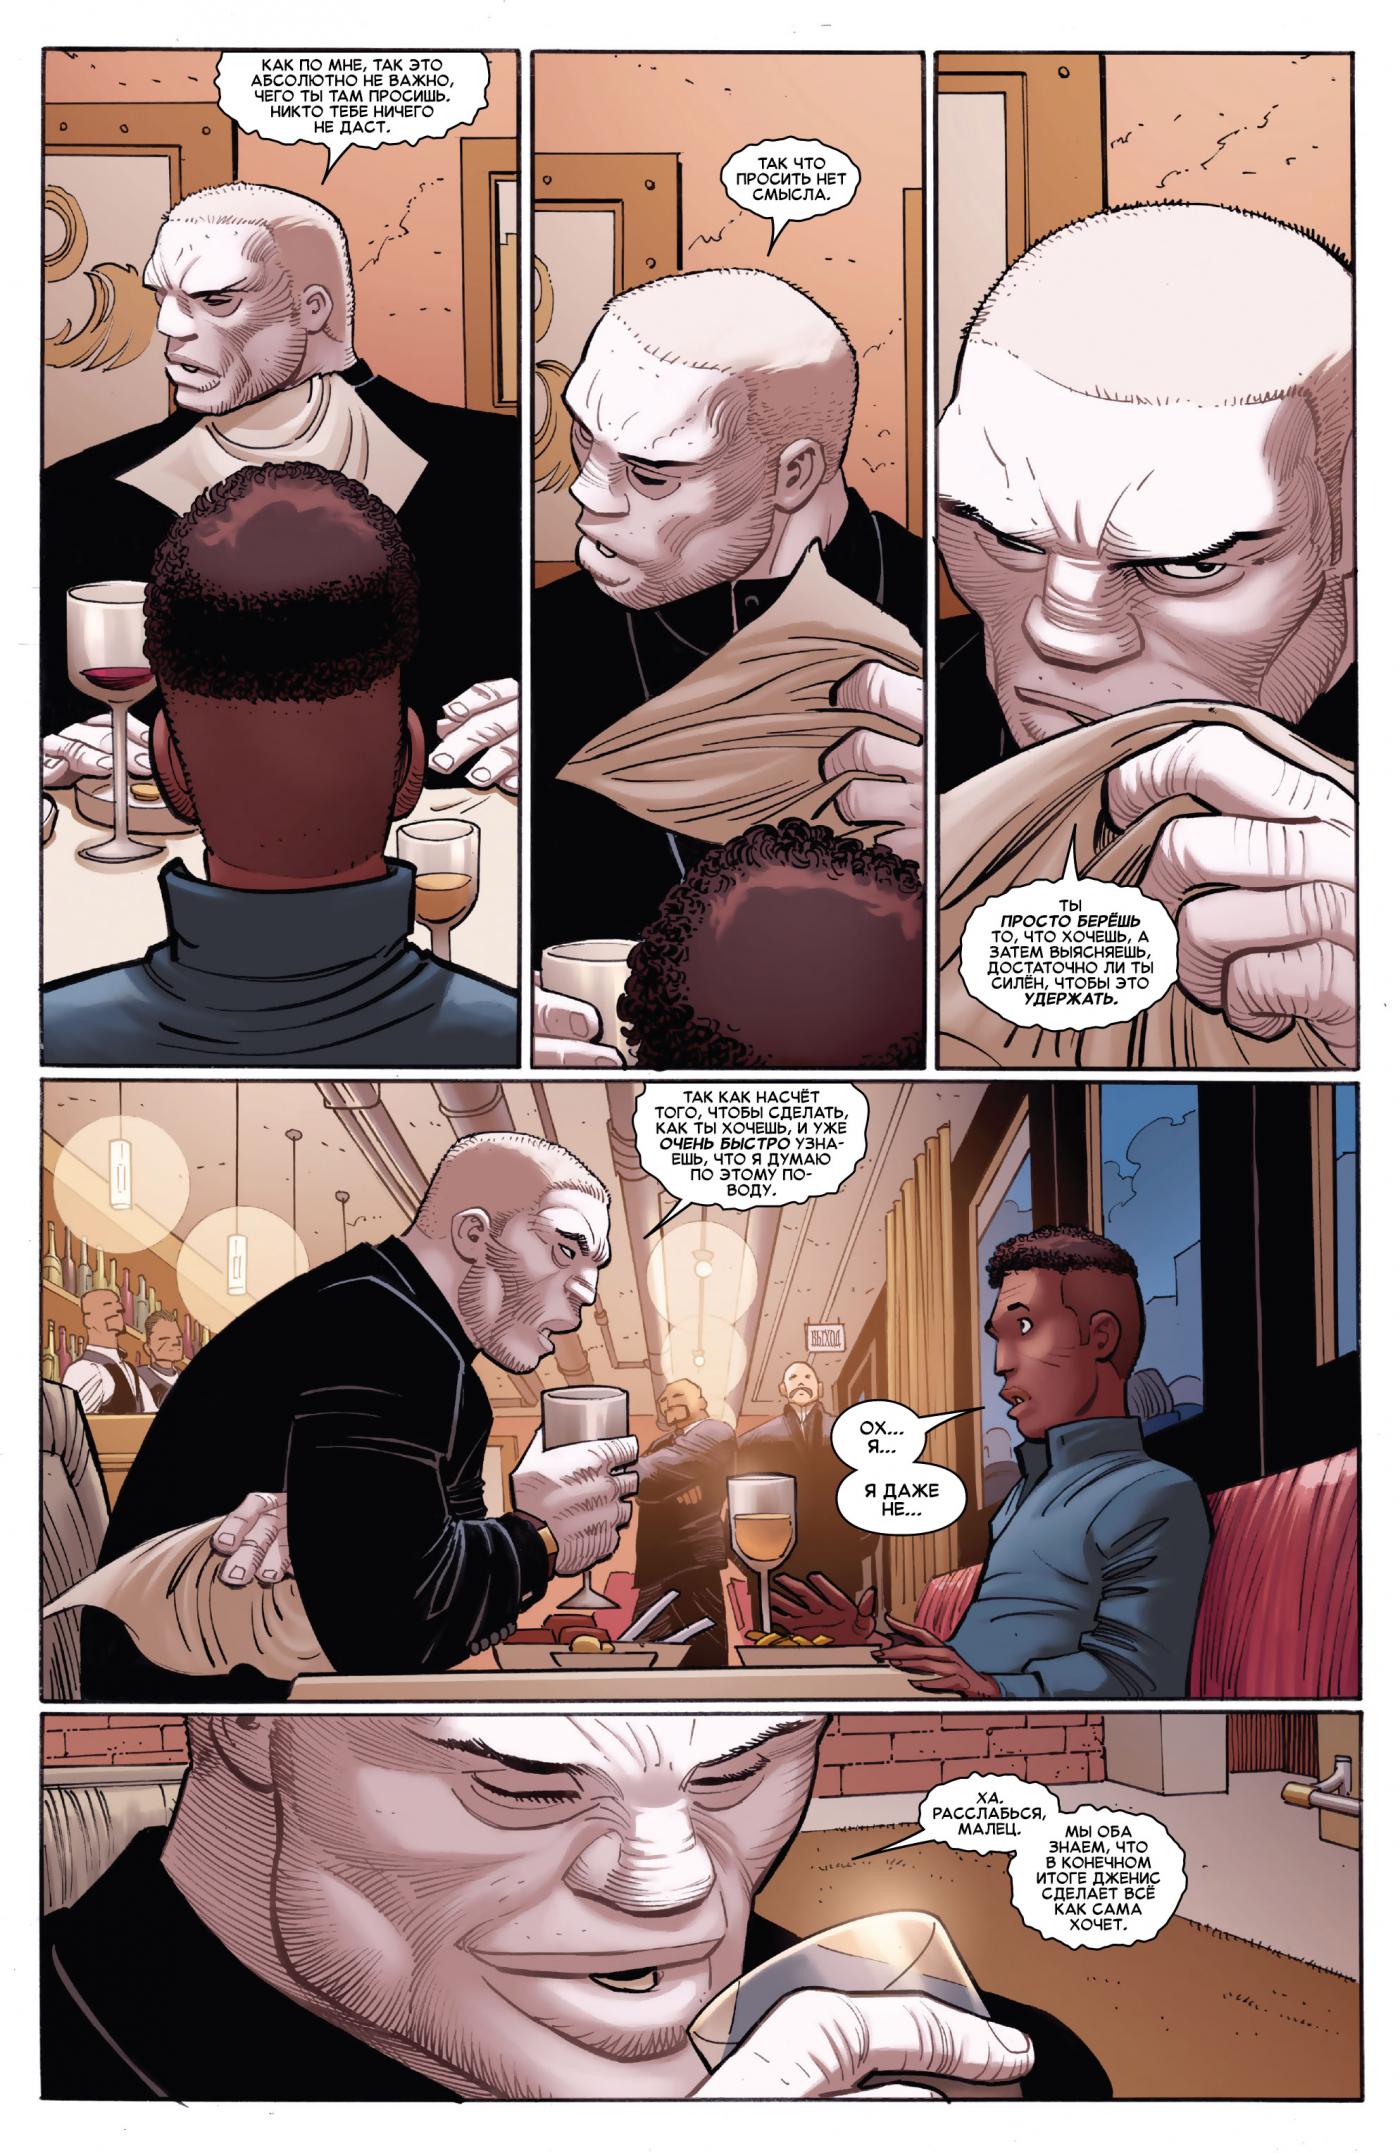 КАК ПО МНЕ, ТАК ЭТО
АБСОЛЮТНО НЕ ВАЖНО,
ЧЕГО ТЫ ТАМ ПРОСИШЬ.
НИКТО ТЕБЕ НИЧЕГО
НЕ ДАСТ.
ТАК ЧТО
ПРОСИТЬ НЕТ
СМЫСЛА.
ТЫ
ПРОСТО БЕРЁШЬ
ТО, ЧТО ХОЧЕШЬ, А
ЗАТЕМ ВЫЯСНЯЕШЬ,
ДОСТАТОЧНО ЛИ ТЫ
СИЛЁН, ЧТОБЫ ЭТО
УДЕРЖАТЬ.
ТАК КАК НАСЧЁТ
ТОГО, ЧТОБЫ СДЕЛАТЬ,
КАК ТЫ ХОЧЕШЬ, И УЖЕ
ОЧЕНЬ БЫСТРО УЗНА-
ЕШЬ, ЧТО Я ДУМАЮ
ПО ЭТОМУ ПО-
ВОДУ.
ВЫХОД
ОХ...
Я...
Я ДАЖЕ
НЕ...
ХА.
РАССЛАБЬСЯ,
МАЛЕЦ.
МЫ ОБА
ЗНАЕМ, ЧТО
В КОНЕЧНОМ
ИТОГЕ ДЖЕНИС
СДЕЛАЕТ ВСЁ
КАК САМА
ХОЧЕТ.